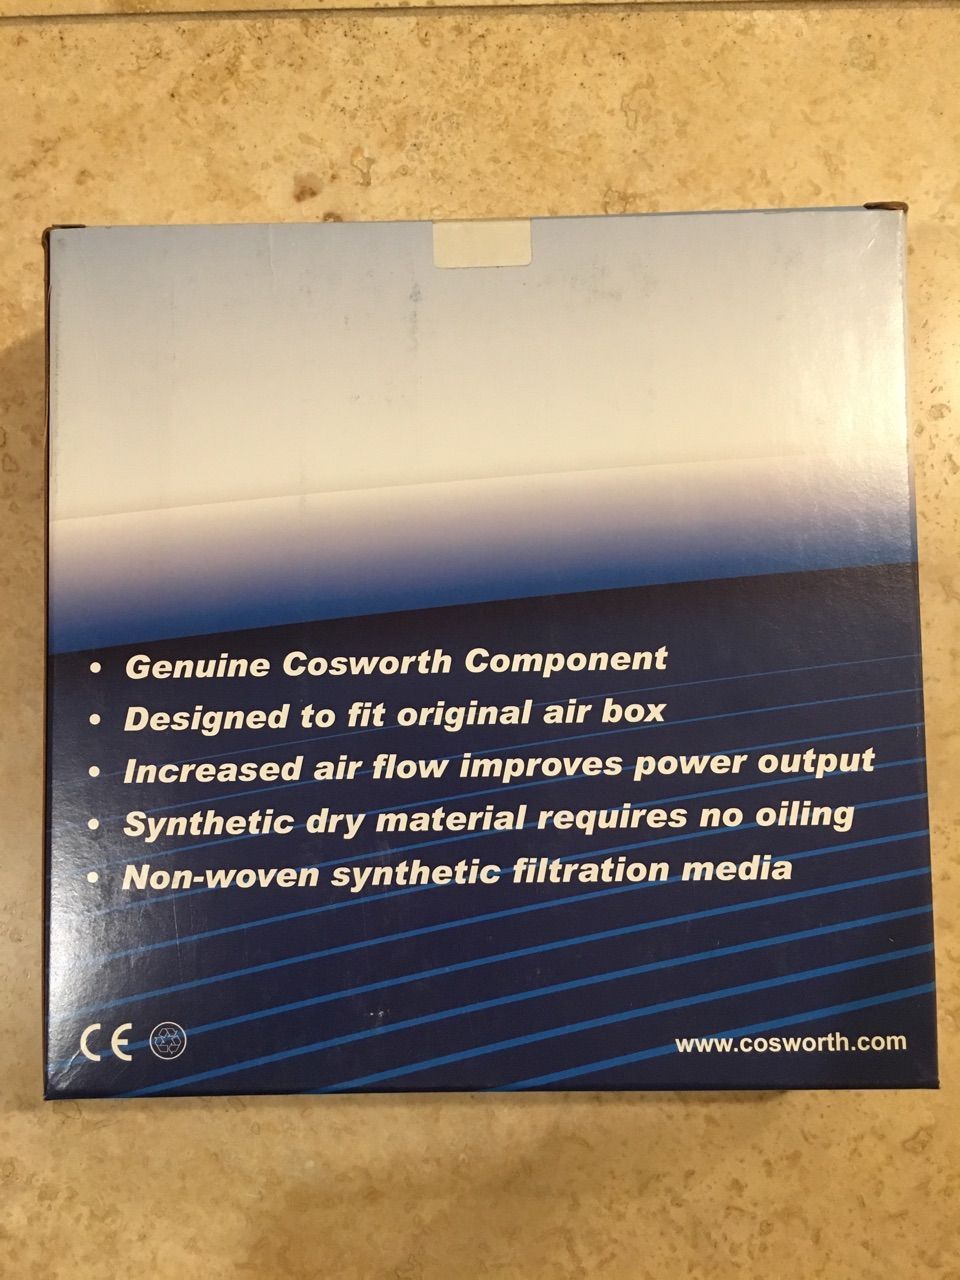 • Genuine Cosworth Component
• Designed to fit original air box
• Increased air flow improves power output
• Synthetic dry material requires no oiling
• Non-woven synthetic filtration media
CE
www.cosworth.com